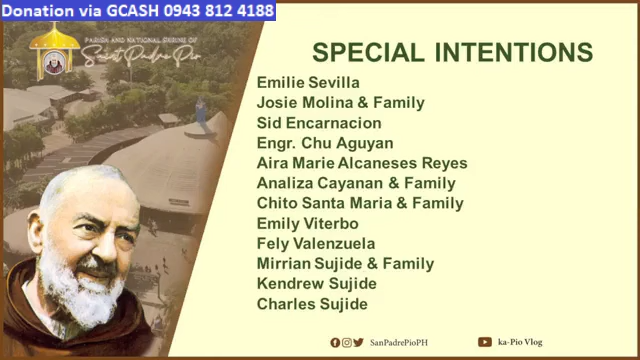 Donation via GCASH 0943 812 4188
PARISH AND NATIONAL SHRINE OF
Saint Padre Pio
SPECIAL INTENTIONS
Emilie Sevilla
Josie Molina & Family
Sid Encarnacion
Engr. Chu Aguyan
Aira Marie Alcaneses Reyes
Analiza Cayanan & Family
Chito Santa Maria & Family
Emily Viterbo
Fely Valenzuela
Mirrian Sujide & Family
Kendrew Sujide
Charles Sujide
SanPadrePioPH
ka-Pio Vlog